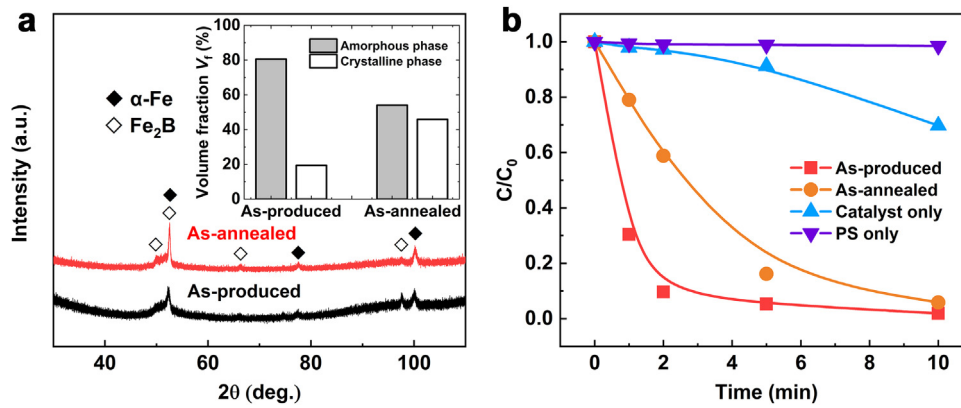 a
Intensity (a.u.)
α-Fe
Fe₂B
Volume fraction Vf (%)
100
80
60
40
20
0
Amorphous phase
Crystalline phase
As-produced
As-annealed
As-annealed
As-produced
40
60
80
100
2θ (deg.)
b
C/C₀
1.0
0.8
0.6
0.4
0.2
0.0
As-produced
As-annealed
Catalyst only
PS only
0
2
4
6
8
10
Time (min)